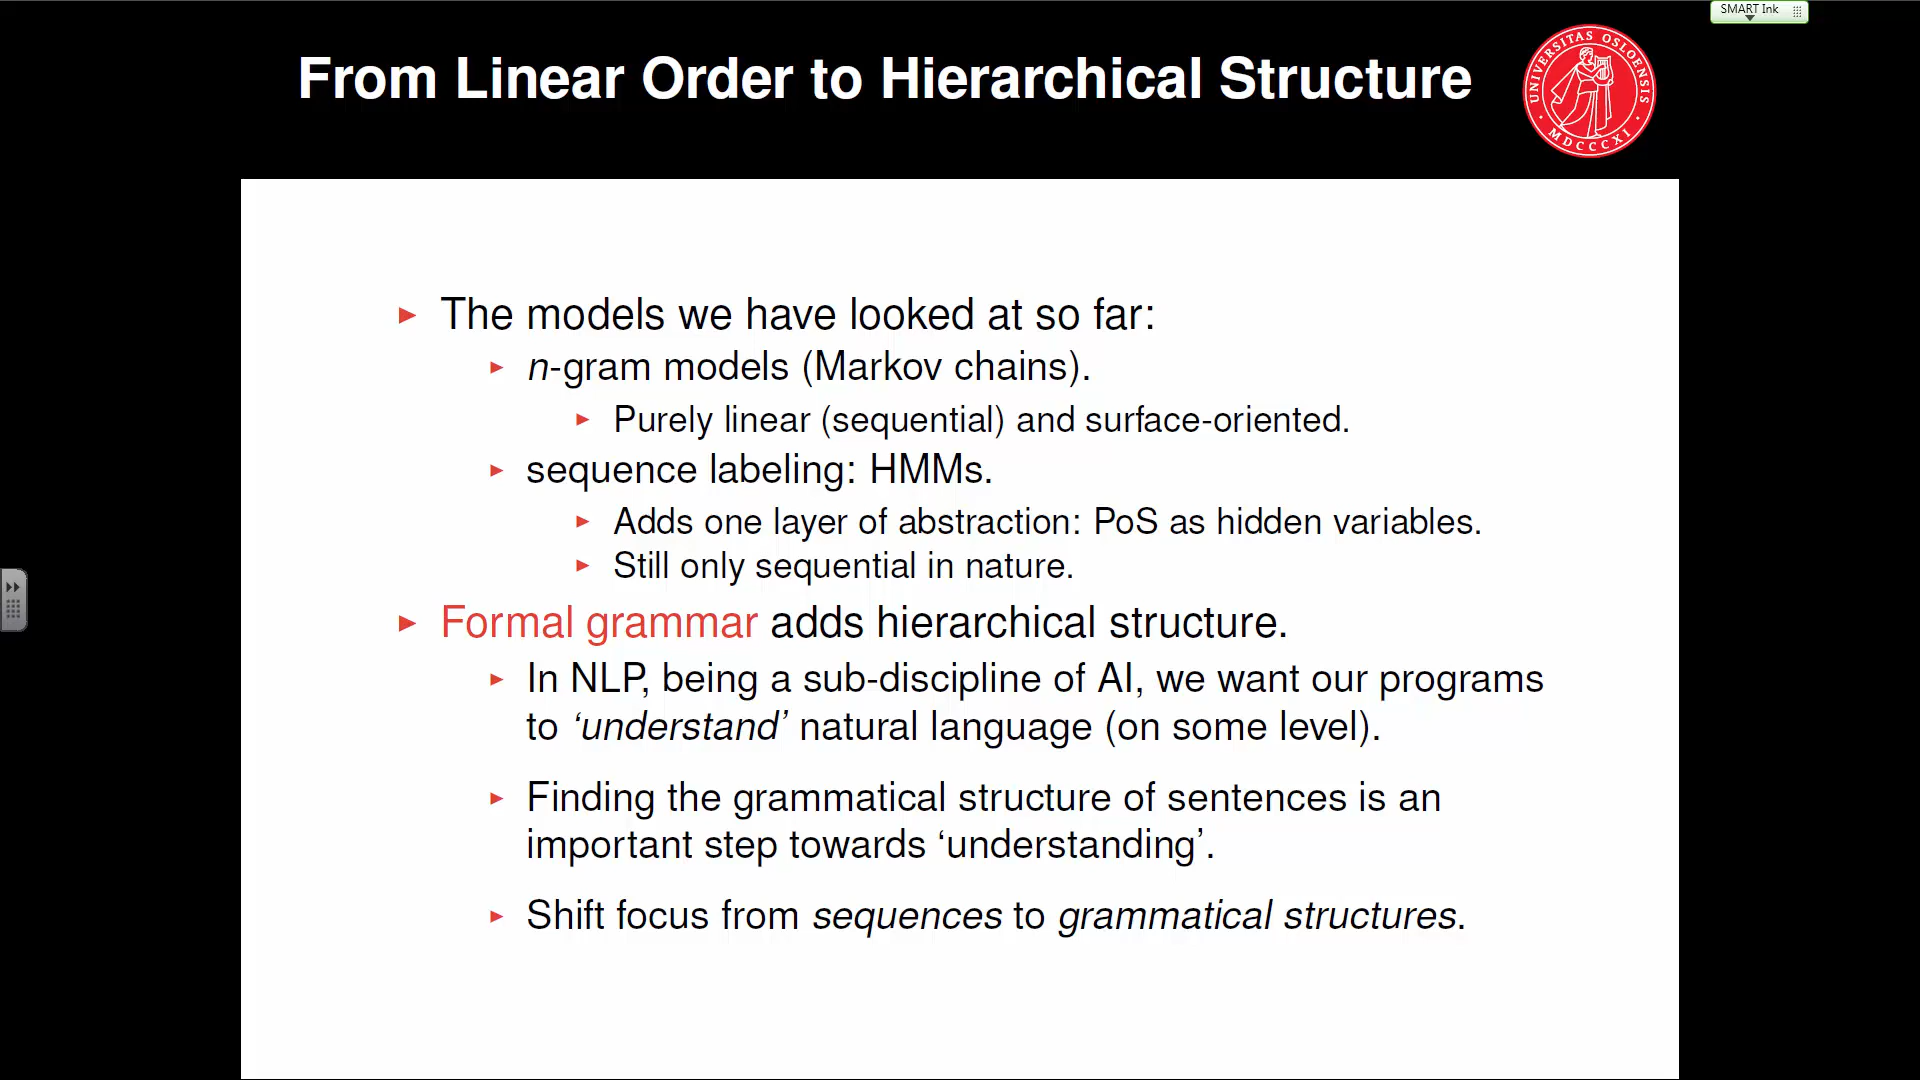 SMART Ink
From Linear Order to Hierarchical Structure
UNIVERSITAS OSLOENSIS
MDCCCXI
The models we have looked at so far:
n-gram models (Markov chains).
Purely linear (sequential) and surface-oriented.
sequence labeling: HMMs.
Adds one layer of abstraction: PoS as hidden variables.
Still only sequential in nature.
Formal grammar adds hierarchical structure.
In NLP, being a sub-discipline of AI, we want our programs
to ‘understand’ natural language (on some level).
Finding the grammatical structure of sentences is an
important step towards ‘understanding’.
Shift focus from sequences to grammatical structures.